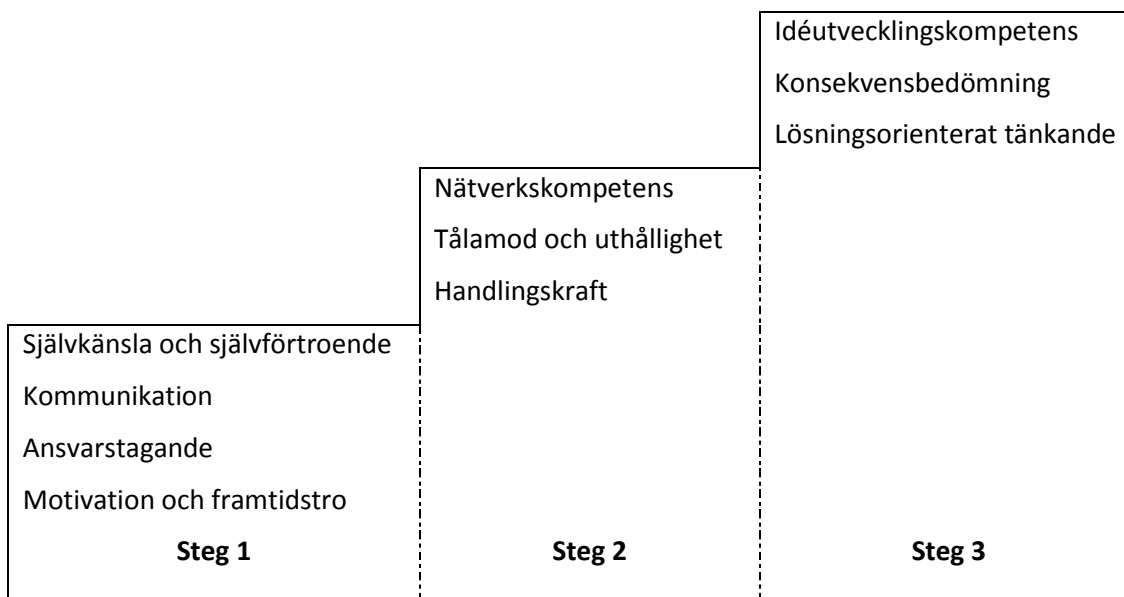 Idéutvecklingskompetens
Konsekvensbedömning
Lösningsorienterat tänkande
Nätverkskompetens
Tålamod och uthållighet
Handlingskraft
Självkänsla och självförtroende
Kommunikation
Ansvarstagande
Motivation och framtidstro
Steg 1
Steg 2
Steg 3